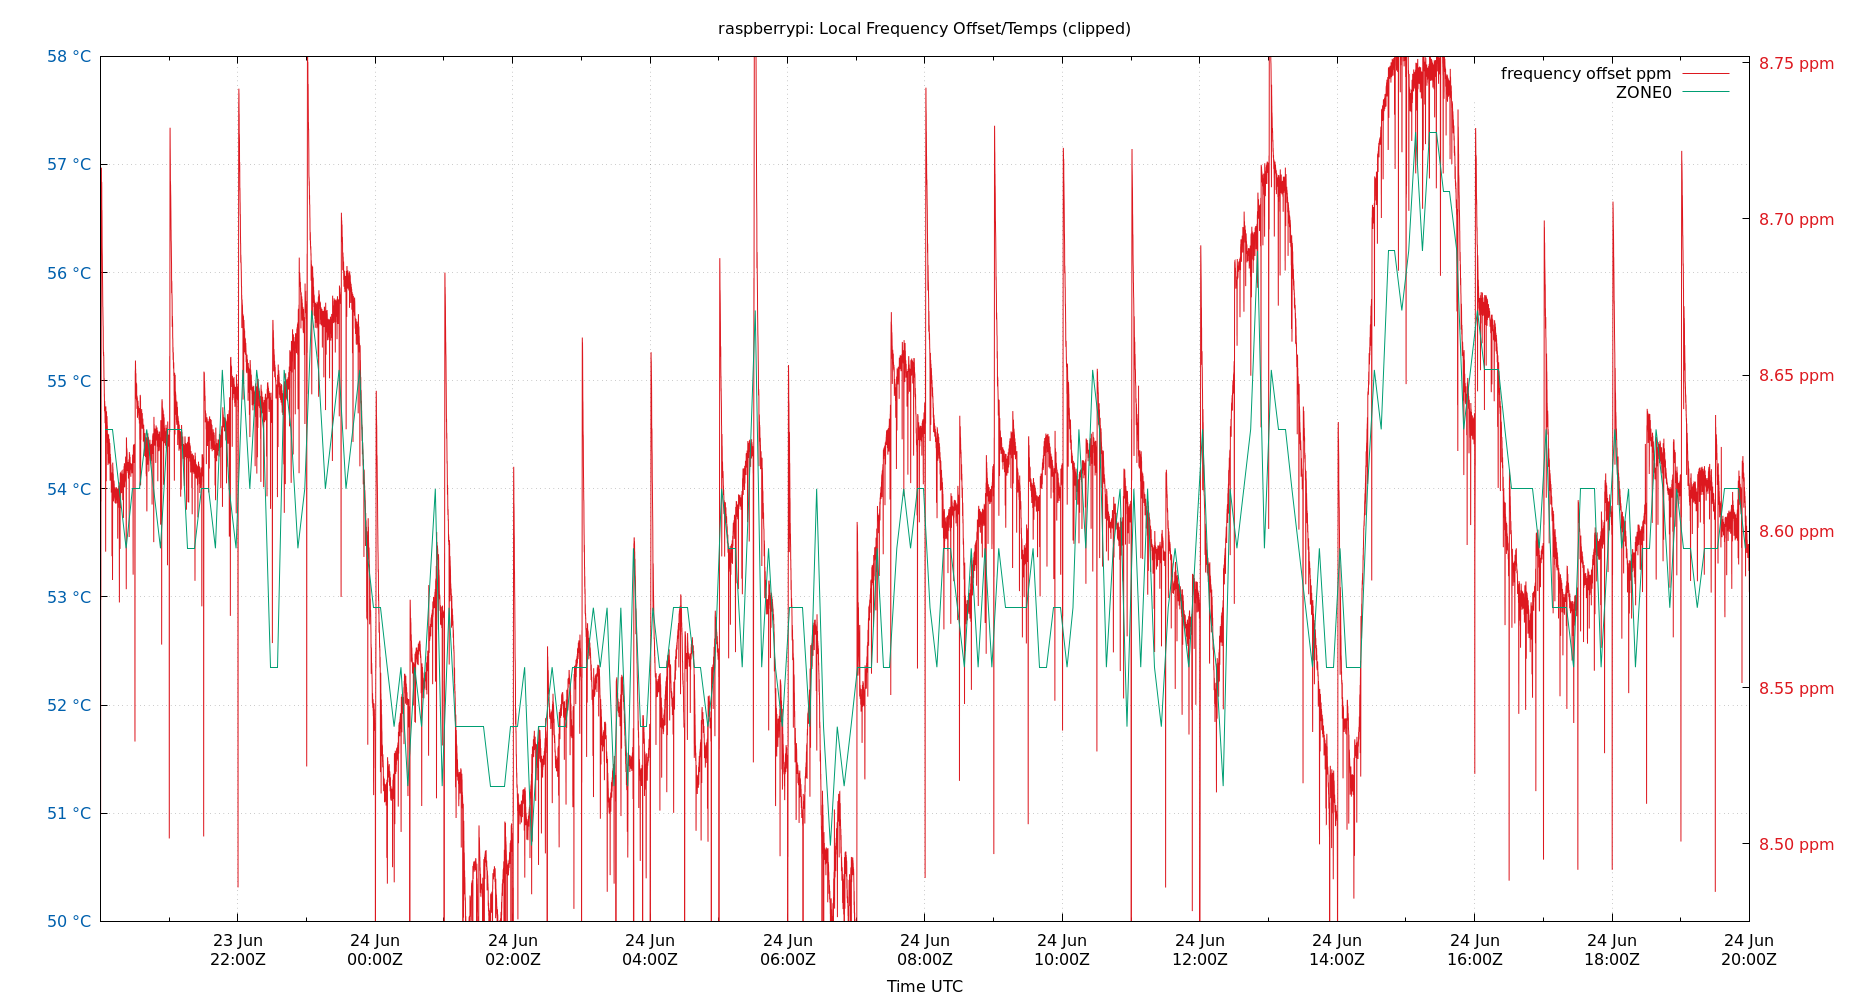 raspberrypi: Local Frequency Offset/Temps (clipped)
58 °C
57 °C
56 °C
55 °C
54 °C
53 °C
52 °C
51 °C
50 °C
8.75 ppm
8.70 ppm
8.65 ppm
8.60 ppm
8.55 ppm
8.50 ppm
frequency offset ppm
ZONE0
23 Jun 24 Jun 24 Jun 24 Jun 24 Jun 24 Jun 24 Jun 24 Jun 24 Jun 24 Jun 24 Jun 24 Jun
22:00Z 00:00Z 02:00Z 04:00Z 06:00Z 08:00Z 10:00Z 12:00Z 14:00Z 16:00Z 18:00Z 20:00Z
Time UTC